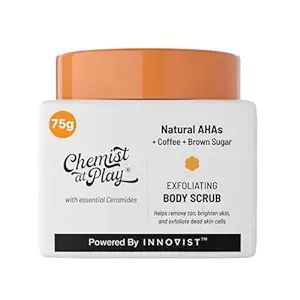 75g
Chemist
at Play®
with essential Ceramides
Natural AHAs
+ Coffee + Brown Sugar
EXFOLIATING
BODY SCRUB
Helps remove tan, brighten skin,
and exfoliate dead skin cells
Powered By INNOVIST™